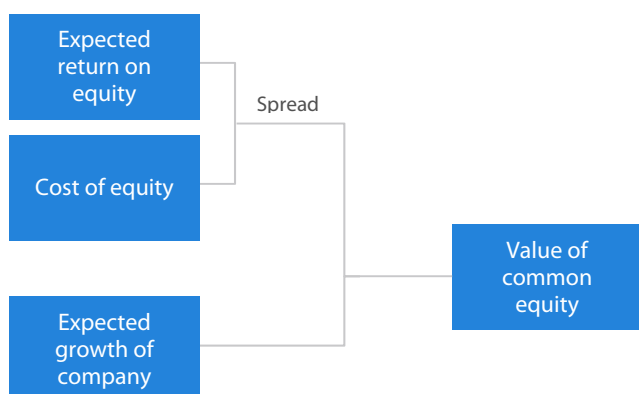 Expected
return on
equity
Spread
Cost of equity
Value of
common
equity
Expected
growth of
company